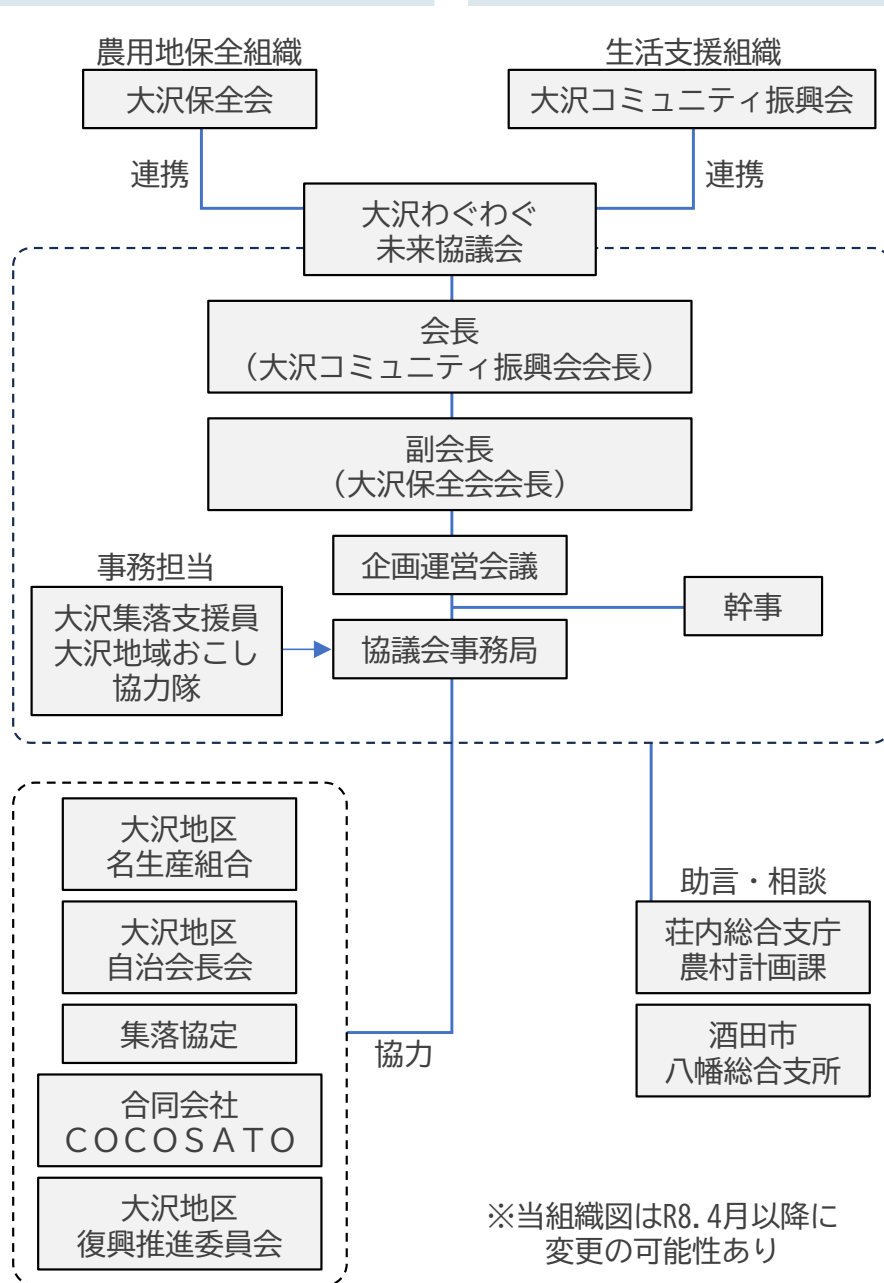 農用地保全組織
大沢保全会
生活支援組織
大沢コミュニティ振興会
連携
連携
大沢わぐわぐ
未来協議会
会長
（大沢コミュニティ振興会会長）
副会長
（大沢保全会会長）
企画運営会議
幹事
事務担当
大沢集落支援員
大沢地域おこし
協力隊
協議会事務局
大沢地区
名生産組合
大沢地区
自治会長会
集落協定
合同会社
ＣＯＣＯＳＡＴＯ
大沢地区
復興推進委員会
協力
助言・相談
荘内総合支庁
農村計画課
酒田市
八幡総合支所
※当組織図はR8.4月以降に
変更の可能性あり